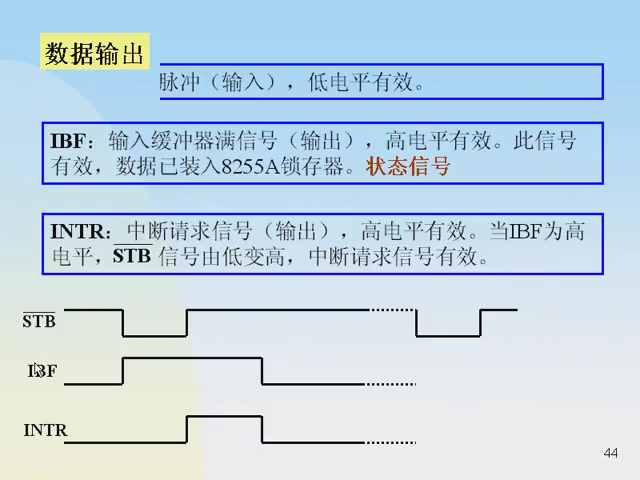 数据输出
脉冲（输入），低电平有效。
IBF：输入缓冲器满信号（输出），高电平有效。此信号
有效，数据已装入8255A锁存器。状态信号
INTR：中断请求信号（输出），高电平有效。当IBF为高
电平，STB 信号由低变高，中断请求信号有效。
STB
IBF
INTR
44